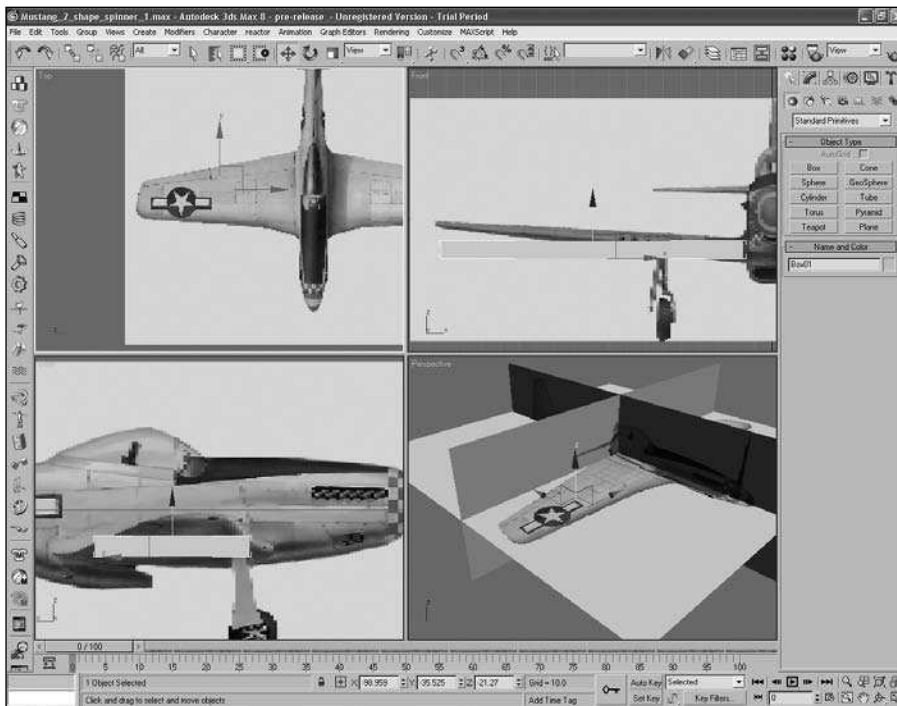 Mustang_2_shape_spinner_1.max - Autodesk 3ds Max 8 - pre-release - Unregistered Version - Trial Period
File Edit Tools Group Views Create Modifiers Character reactor Animation Graph Editors Rendering Customize MAXScript Help
All View View
Top
Front
Perspective
Standard Primitives
- Object Type
AutoGrid
Box Cone
Sphere GeoSphere
Cylinder Tube
Torus Pyramid
Teapot Plane
- Name and Color
Box01
< 0 / 100 >
0 5 10 15 20 25 30 35 40 45 50 55 60 65 70 75 80 85 90 95 100
1 Object Selected X: 98.959 Y: -35.525 Z: -21.27 Grid = 10.0 Auto Key Selected
Click and drag to select and move objects Add Time Tag Set Key Key Filters... 0